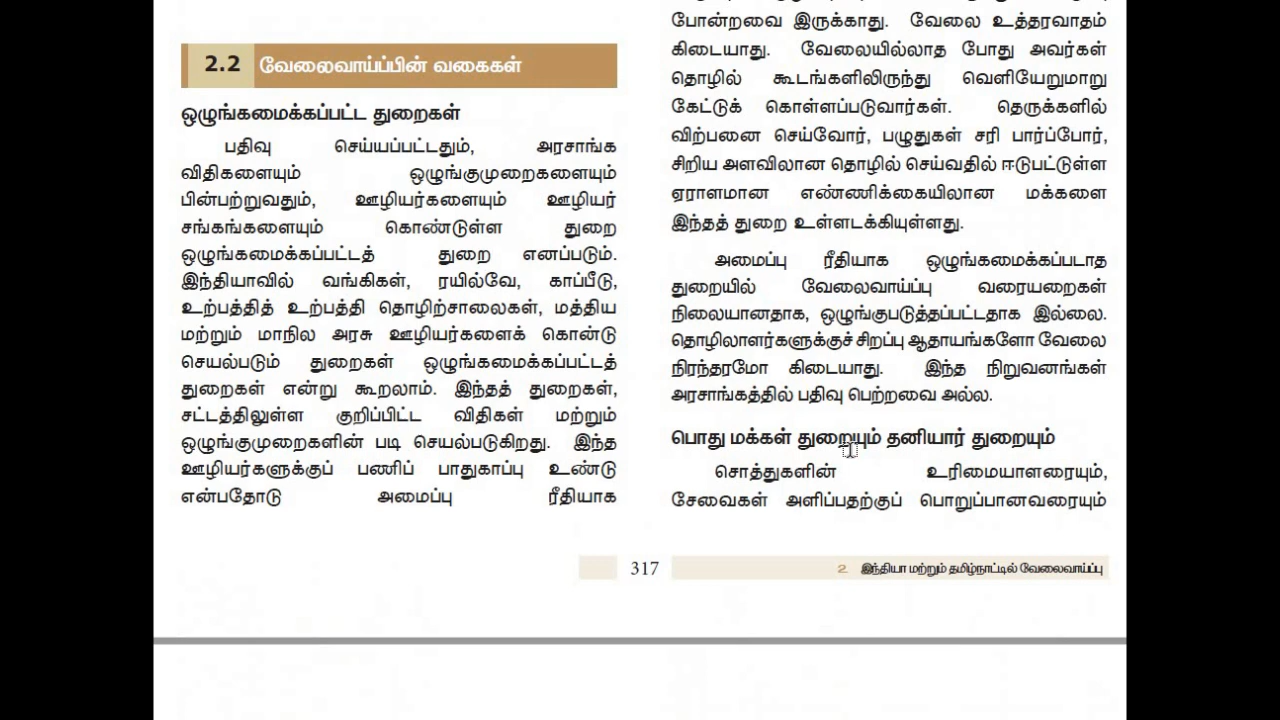 2.2 வேலைவாய்ப்பின் வகைகள்
ஒழுங்கமைக்கப்பட்ட துறைகள்
பதிவு செய்யப்பட்டதும், அரசாங்க
விதிகளையும் ஒழுங்குமுறைகளையும்
பின்பற்றுவதும், ஊழியர்களையும் ஊழியர்
சங்கங்களையும் கொண்டுள்ள துறை
ஒழுங்கமைக்கப்பட்டத் துறை எனப்படும்.
இந்தியாவில் வங்கிகள், ரயில்வே, காப்பீடு,
உற்பத்தித் உற்பத்தி தொழிற்சாலைகள், மத்திய
மற்றும் மாநில அரசு ஊழியர்களைக் கொண்டு
செயல்படும் துறைகள் ஒழுங்கமைக்கப்பட்டத்
துறைகள் என்று கூறலாம். இந்தத் துறைகள்,
சட்டத்திலுள்ள குறிப்பிட்ட விதிகள் மற்றும்
ஒழுங்குமுறைகளின் படி செயல்படுகிறது. இந்த
ஊழியர்களுக்குப் பணிப் பாதுகாப்பு உண்டு
என்பதோடு அமைப்பு ரீதியாக
போன்றவை இருக்காது. வேலை உத்தரவாதம்
கிடையாது. வேலையில்லாத போது அவர்கள்
தொழில் கூடங்களிலிருந்து வெளியேறுமாறு
கேட்டுக் கொள்ளப்படுவார்கள். தெருக்களில்
விற்பனை செய்வோர், பழுதுகள் சரி பார்ப்போர்,
சிறிய அளவிலான தொழில் செய்வதில் ஈடுபட்டுள்ள
ஏராளமான எண்ணிக்கையிலான மக்களை
இந்தத் துறை உள்ளடக்கியுள்ளது.
அமைப்பு ரீதியாக ஒழுங்கமைக்கப்படாத
துறையில் வேலைவாய்ப்பு வரையறைகள்
நிலையானதாக, ஒழுங்குபடுத்தப்பட்டதாக இல்லை.
தொழிலாளர்களுக்குச் சிறப்பு ஆதாயங்களோ வேலை
நிரந்தரமோ கிடையாது. இந்த நிறுவனங்கள்
அரசாங்கத்தில் பதிவு பெற்றவை அல்ல.
பொது மக்கள் துறையும் தனியார் துறையும்
சொத்துகளின் உரிமையாளரையும்,
சேவைகள் அளிப்பதற்குப் பொறுப்பானவரையும்
317
2. இந்தியா மற்றும் தமிழ்நாட்டில் வேலைவாய்ப்பு